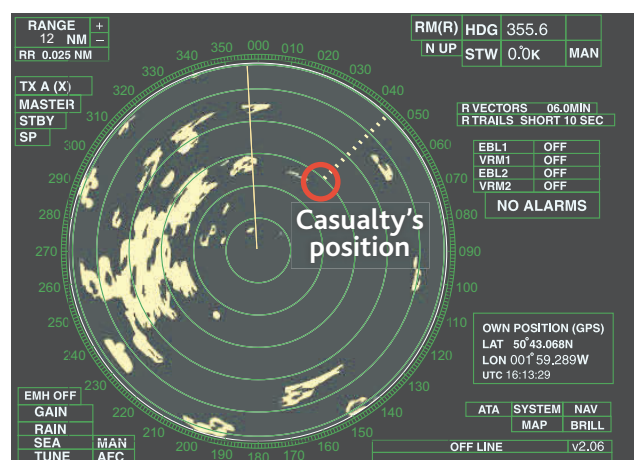 RANGE +
12 NM –
RR 0.025 NM
TX A (X)
MASTER
STBY
SP
RM(R) HDG 355.6
N UP STW 0.0K MAN
R VECTORS 06.0MIN
R TRAILS SHORT 10 SEC
EBL1 OFF
VRM1 OFF
EBL2 OFF
VRM2 OFF
NO ALARMS
000
010
020
030
040
050
060
070
080
090
100
110
120
130
140
150
160
170
180
190
200
210
220
230
240
250
260
270
280
290
300
310
320
330
340
350
Casualty's
position
OWN POSITION (GPS)
LAT 50°43.068N
LON 001°59,289W
UTC 16:13:29
EMH OFF
GAIN
RAIN
SEA MAN
TUNE AFC
ATA SYSTEM NAV
MAP BRILL
OFF LINE v2.06